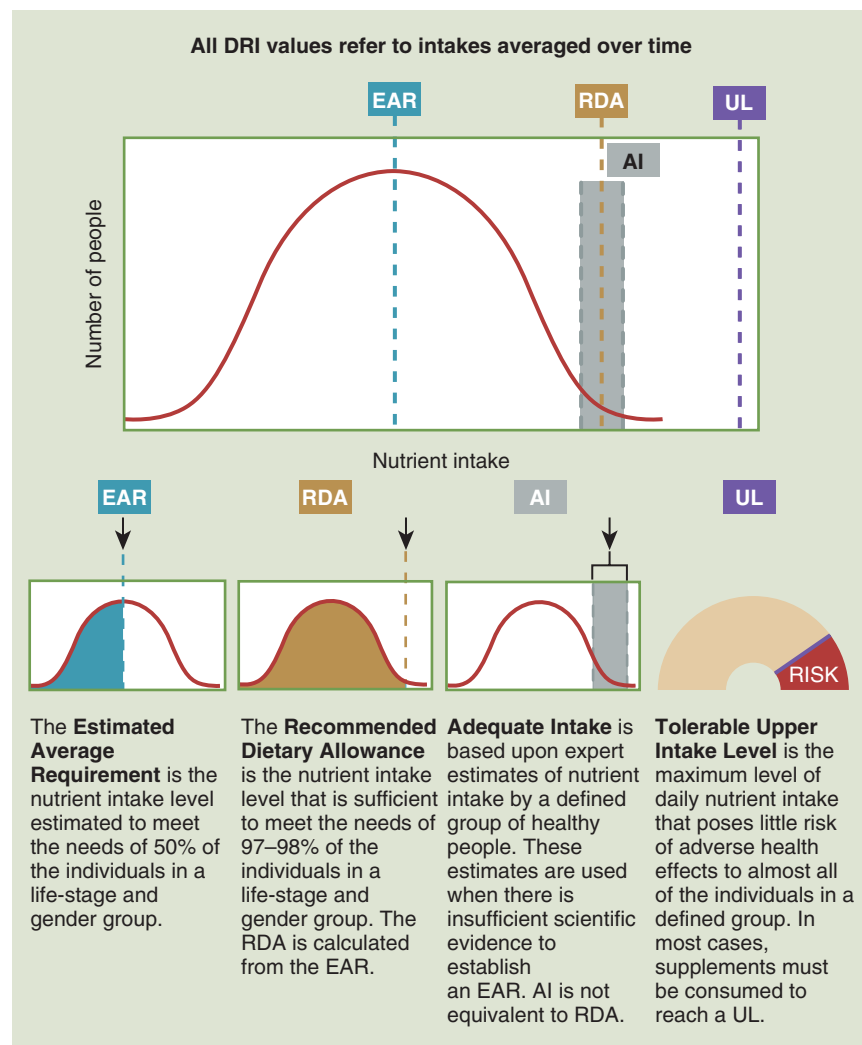 All DRI values refer to intakes averaged over time
EAR
RDA
UL
AI
Number of people
Nutrient intake
EAR
RDA
AI
UL
RISK
The Estimated
Average
Requirement is the
nutrient intake level
estimated to meet
the needs of 50% of
the individuals in a
life-stage and
gender group.
The Recommended
Dietary Allowance
is the nutrient intake
level that is sufficient
to meet the needs of
97–98% of the
individuals in a
life-stage and
gender group. The
RDA is calculated
from the EAR.
Adequate Intake is
based upon expert
estimates of nutrient
intake by a defined
group of healthy
people. These
estimates are used
when there is
insufficient scientific
evidence to
establish
an EAR. AI is not
equivalent to RDA.
Tolerable Upper
Intake Level is the
maximum level of
daily nutrient intake
that poses little risk
of adverse health
effects to almost all
of the individuals in a
defined group. In
most cases,
supplements must
be consumed to
reach a UL.